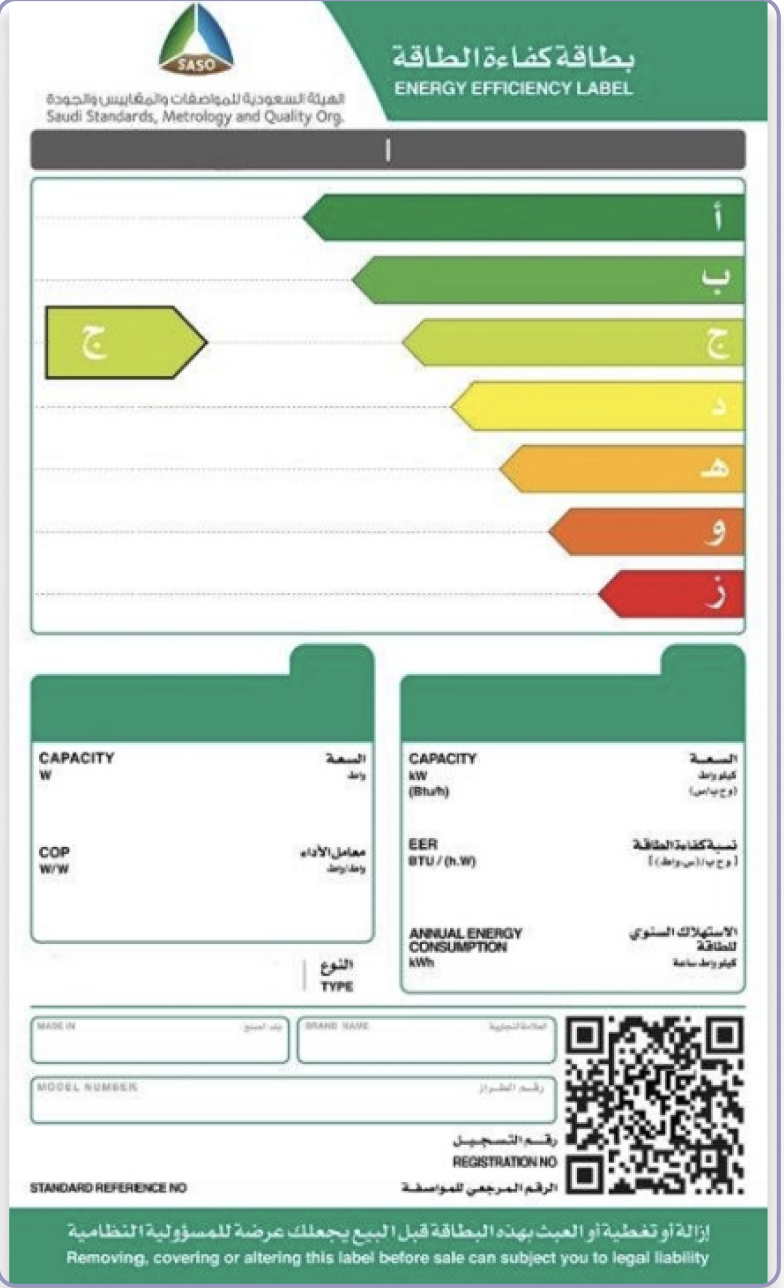 SASO
الهيئة السعودية للمواصفات والمقاييس والجودة
Saudi Standards, Metrology and Quality Org.
بطاقة كفاءة الطاقة
ENERGY EFFICIENCY LABEL
أ
ب
ج
ج
د
هـ
و
ز
CAPACITY السعة
W واط
COP معامل الأداء
W/W واط/واط
CAPACITY السعة
kW كيلو واط
(Btu/h) (و ح ب/س)
EER نسبة كفاءة الطاقة
BTU / (h.W) [و ح ب/(س.واط)]
ANNUAL ENERGY الاستهلاك السنوي
CONSUMPTION للطاقة
kWh كيلو واط ساعة
النوع
TYPE
MADE IN بلد الصنع
BRAND NAME العلامة التجارية
MODEL NUMBER رقم الطراز
رقم التسجيل
REGISTRATION NO
STANDARD REFERENCE NO الرقم المرجعي للمواصفة
إزالة أو تغطية أو العبث بهذه البطاقة قبل البيع يجعلك عرضة للمسؤولية النظامية
Removing, covering or altering this label before sale can subject you to legal liability